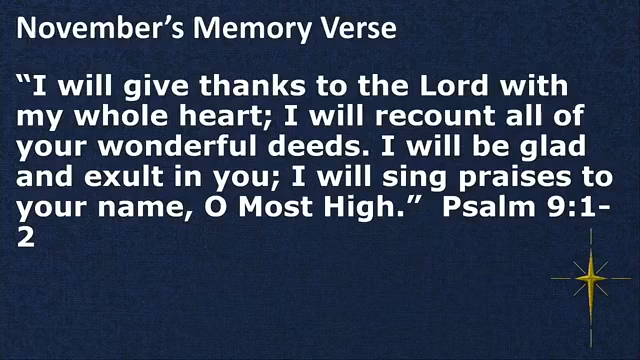 November’s Memory Verse
“I will give thanks to the Lord with
my whole heart; I will recount all of
your wonderful deeds. I will be glad
and exult in you; I will sing praises to
your name, O Most High.”  Psalm 9:1-
2